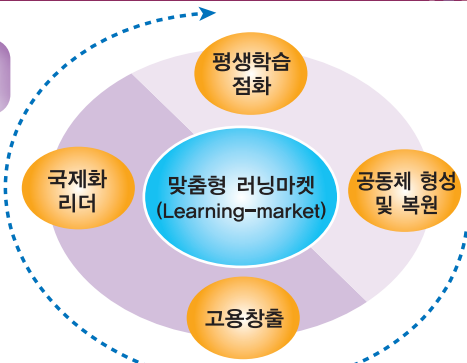 평생학습
점화
국제화
리더
맞춤형 러닝마켓
(Learning-market)
공동체 형성
및 복원
고용창출